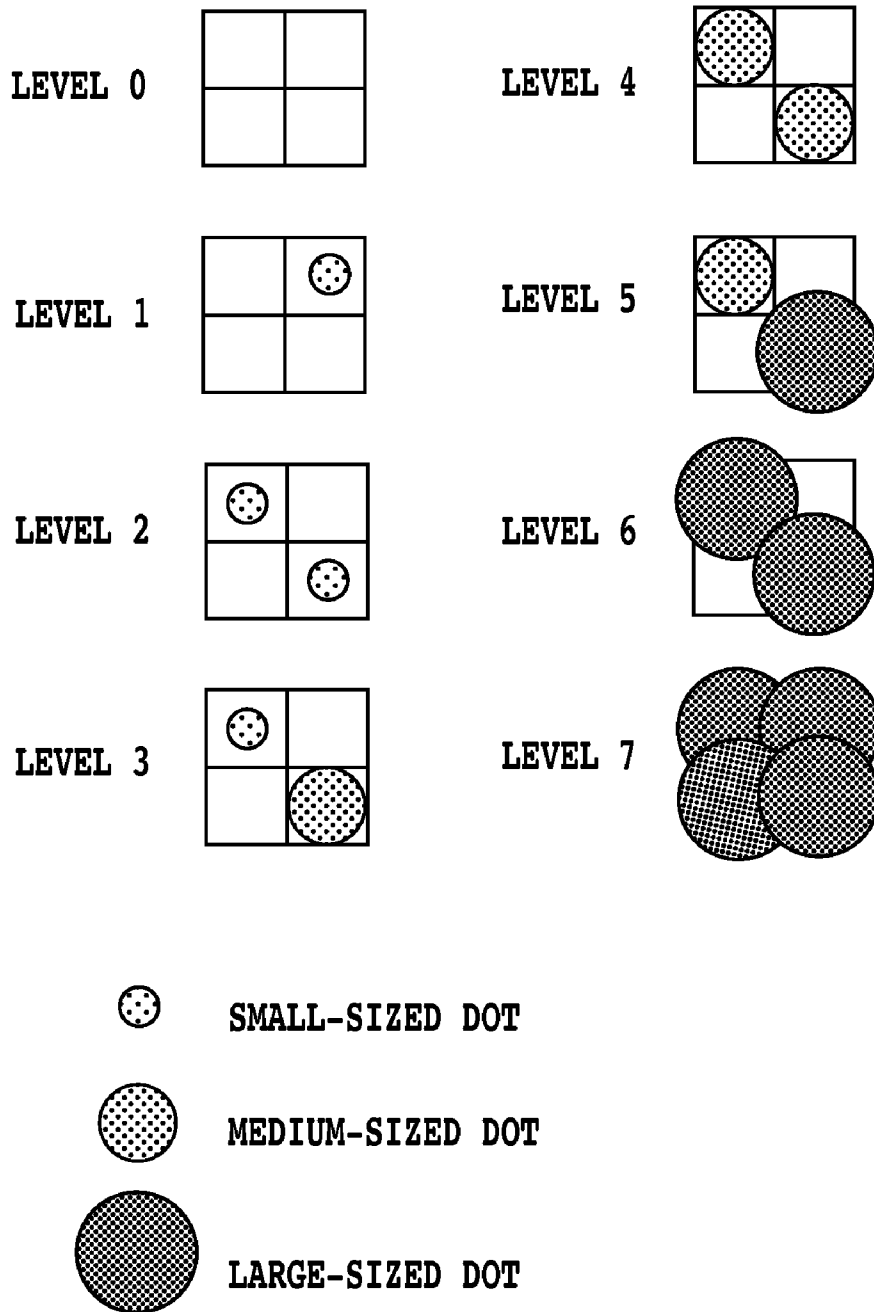 LEVEL 0
LEVEL 1
LEVEL 2
LEVEL 3
LEVEL 4
LEVEL 5
LEVEL 6
LEVEL 7
SMALL-SIZED DOT
MEDIUM-SIZED DOT
LARGE-SIZED DOT